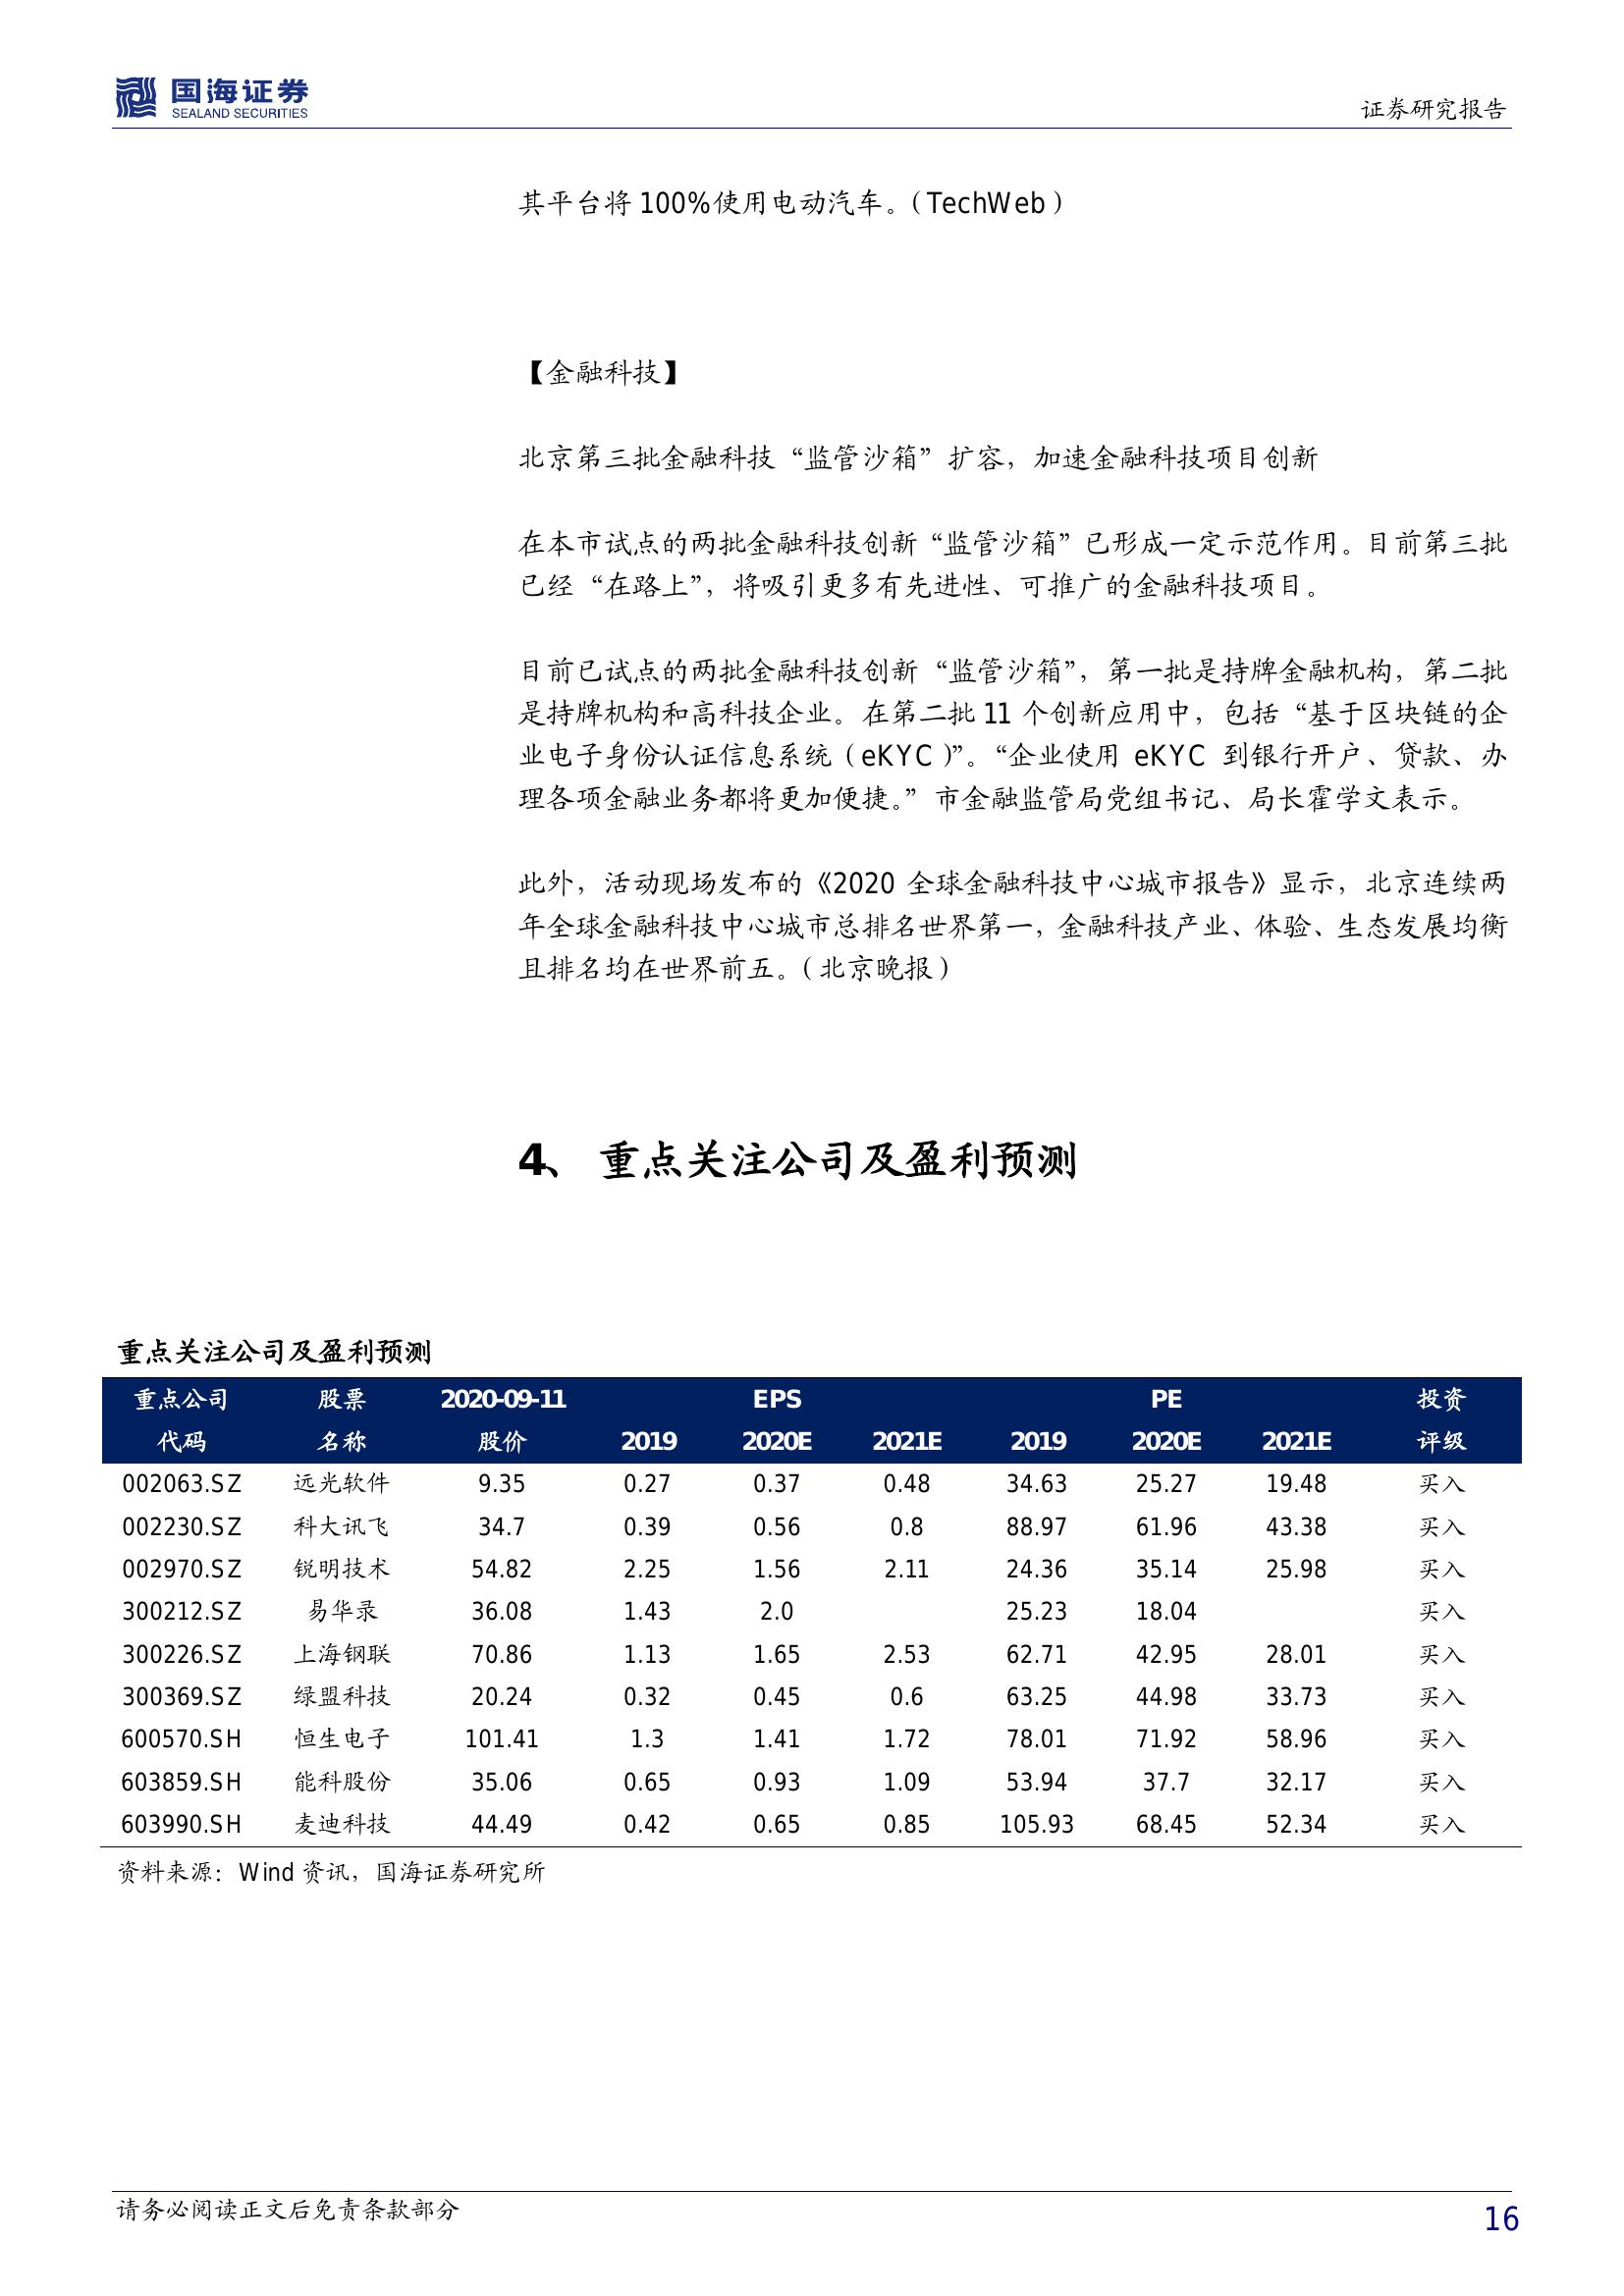 国海证券
SEALAND SECURITIES
证券研究报告
其平台将 100%使用电动汽车。（TechWeb）
【金融科技】
北京第三批金融科技“监管沙箱”扩容，加速金融科技项目创新
在本市试点的两批金融科技创新“监管沙箱”已形成一定示范作用。目前第三批
已经“在路上”，将吸引更多有先进性、可推广的金融科技项目。
目前已试点的两批金融科技创新“监管沙箱”，第一批是持牌金融机构，第二批
是持牌机构和高科技企业。在第二批 11 个创新应用中，包括“基于区块链的企
业电子身份认证信息系统（eKYC）”。“企业使用 eKYC 到银行开户、贷款、办
理各项金融业务都将更加便捷。”市金融监管局党组书记、局长霍学文表示。
此外，活动现场发布的《2020 全球金融科技中心城市报告》显示，北京连续两
年全球金融科技中心城市总排名世界第一，金融科技产业、体验、生态发展均衡
且排名均在世界前五。（北京晚报）
4、 重点关注公司及盈利预测
重点关注公司及盈利预测
重点公司 股票 2020-09-11 EPS PE 投资
代码 名称 股价 2019 2020E 2021E 2019 2020E 2021E 评级
002063.SZ 远光软件 9.35 0.27 0.37 0.48 34.63 25.27 19.48 买入
002230.SZ 科大讯飞 34.7 0.39 0.56 0.8 88.97 61.96 43.38 买入
002970.SZ 锐明技术 54.82 2.25 1.56 2.11 24.36 35.14 25.98 买入
300212.SZ 易华录 36.08 1.43 2.0 25.23 18.04 买入
300226.SZ 上海钢联 70.86 1.13 1.65 2.53 62.71 42.95 28.01 买入
300369.SZ 绿盟科技 20.24 0.32 0.45 0.6 63.25 44.98 33.73 买入
600570.SH 恒生电子 101.41 1.3 1.41 1.72 78.01 71.92 58.96 买入
603859.SH 能科股份 35.06 0.65 0.93 1.09 53.94 37.7 32.17 买入
603990.SH 麦迪科技 44.49 0.42 0.65 0.85 105.93 68.45 52.34 买入
资料来源：Wind 资讯，国海证券研究所
请务必阅读正文后免责条款部分
16